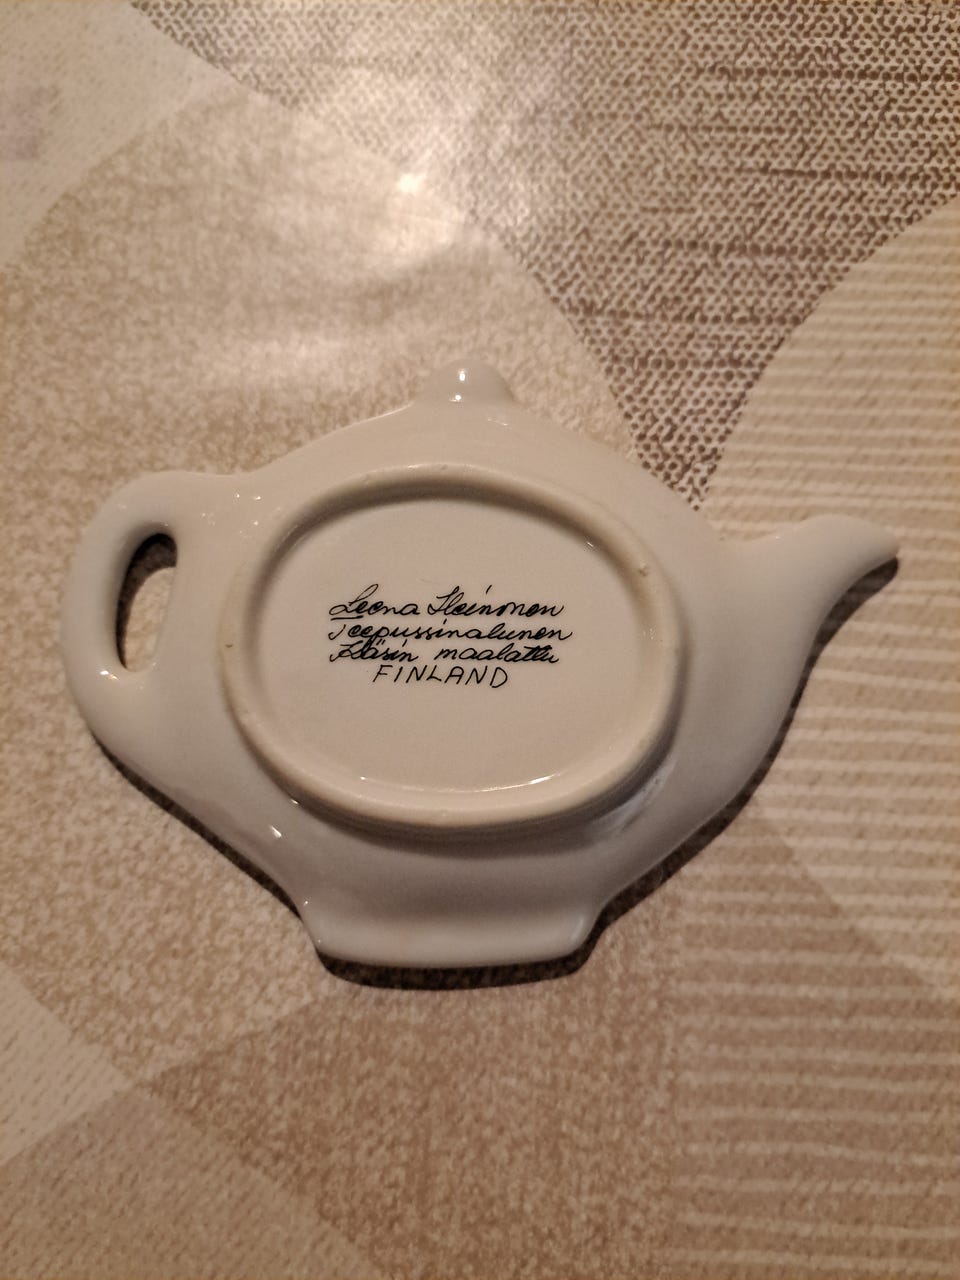 Leena Heinonen
Teepussinalunen
Käsin maalattu
FINLAND